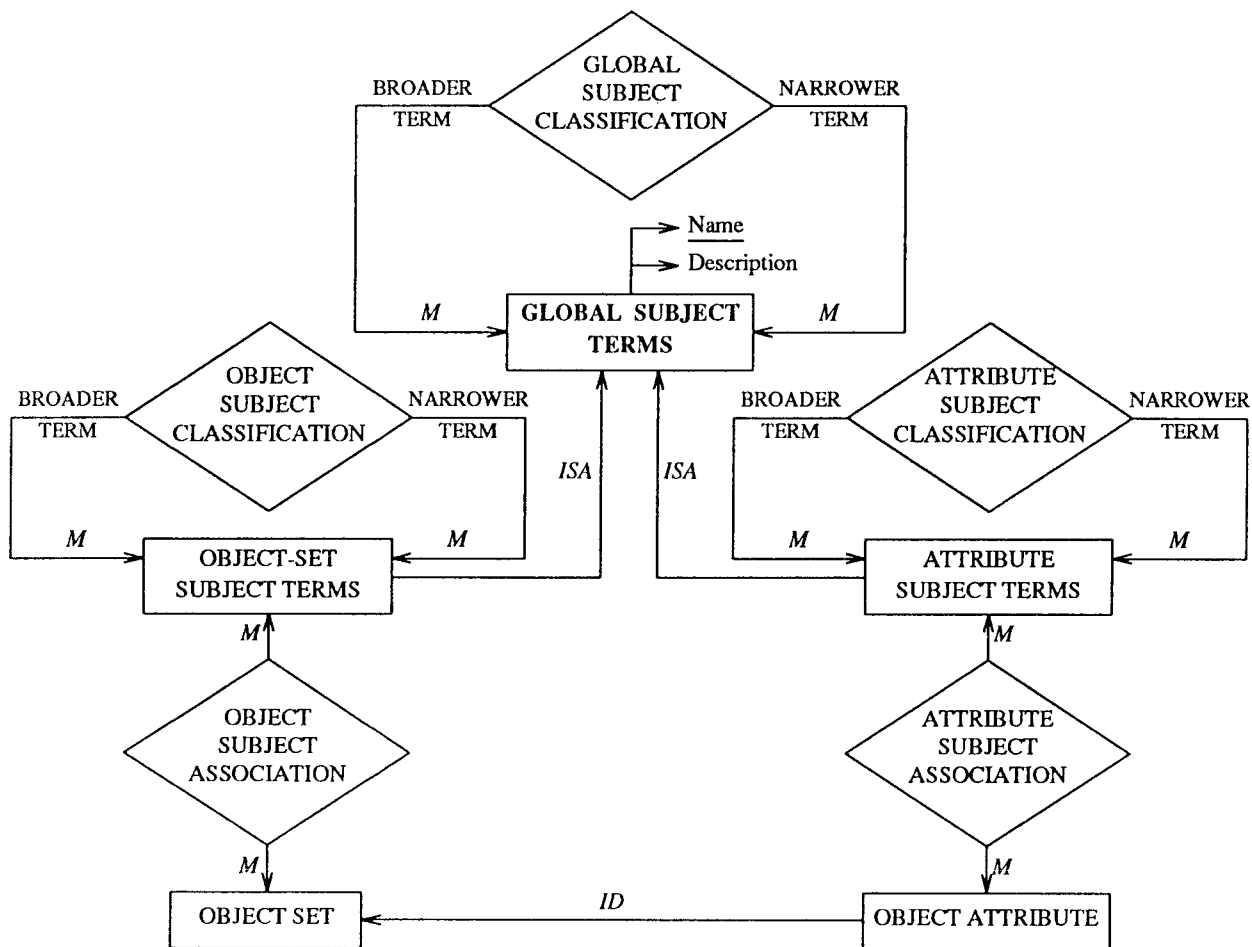 GLOBAL
SUBJECT
CLASSIFICATION
BROADER
TERM
NARROWER
TERM
Name
Description
M
GLOBAL SUBJECT
TERMS
M
OBJECT
SUBJECT
CLASSIFICATION
BROADER
TERM
NARROWER
TERM
ATTRIBUTE
SUBJECT
CLASSIFICATION
BROADER
TERM
NARROWER
TERM
ISA
ISA
M
OBJECT-SET
SUBJECT TERMS
M
M
ATTRIBUTE
SUBJECT TERMS
M
M
OBJECT
SUBJECT
ASSOCIATION
M
OBJECT SET
M
ATTRIBUTE
SUBJECT
ASSOCIATION
M
OBJECT ATTRIBUTE
ID